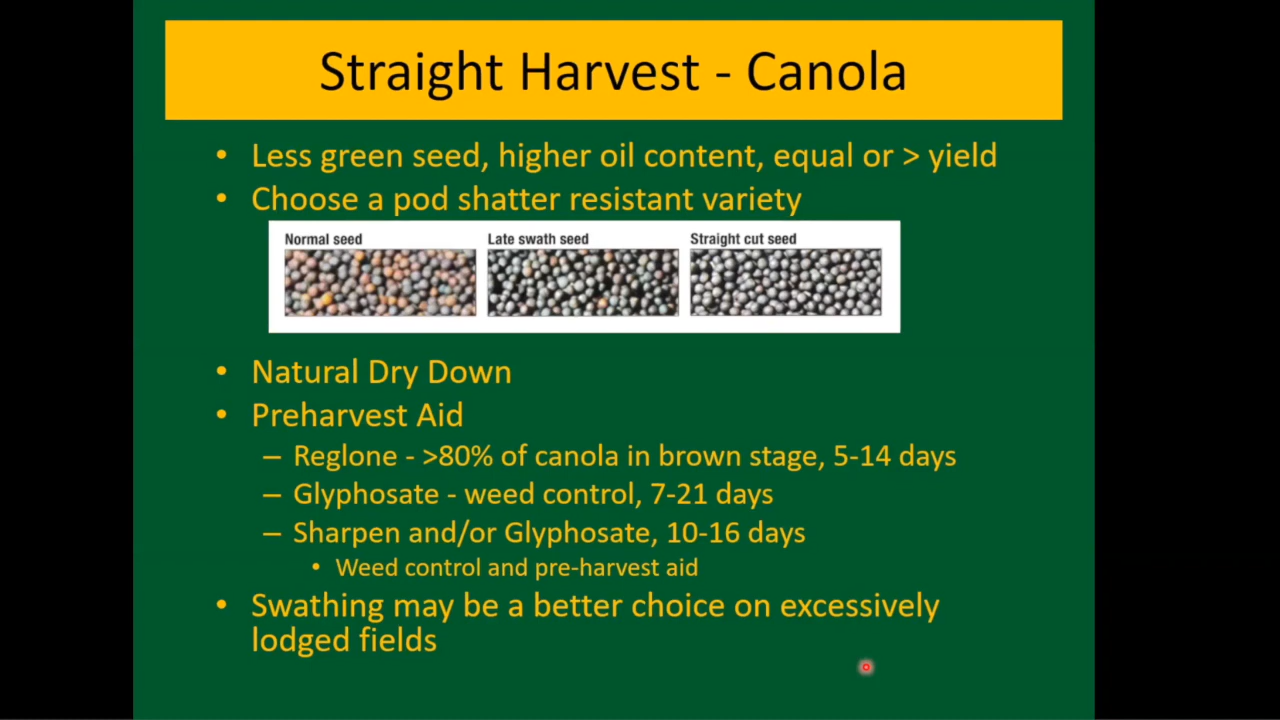 Straight Harvest - Canola
• Less green seed, higher oil content, equal or > yield
• Choose a pod shatter resistant variety
Normal seed Late swath seed Straight cut seed
• Natural Dry Down
• Preharvest Aid
– Reglone - >80% of canola in brown stage, 5-14 days
– Glyphosate - weed control, 7-21 days
– Sharpen and/or Glyphosate, 10-16 days
• Weed control and pre-harvest aid
• Swathing may be a better choice on excessively
lodged fields